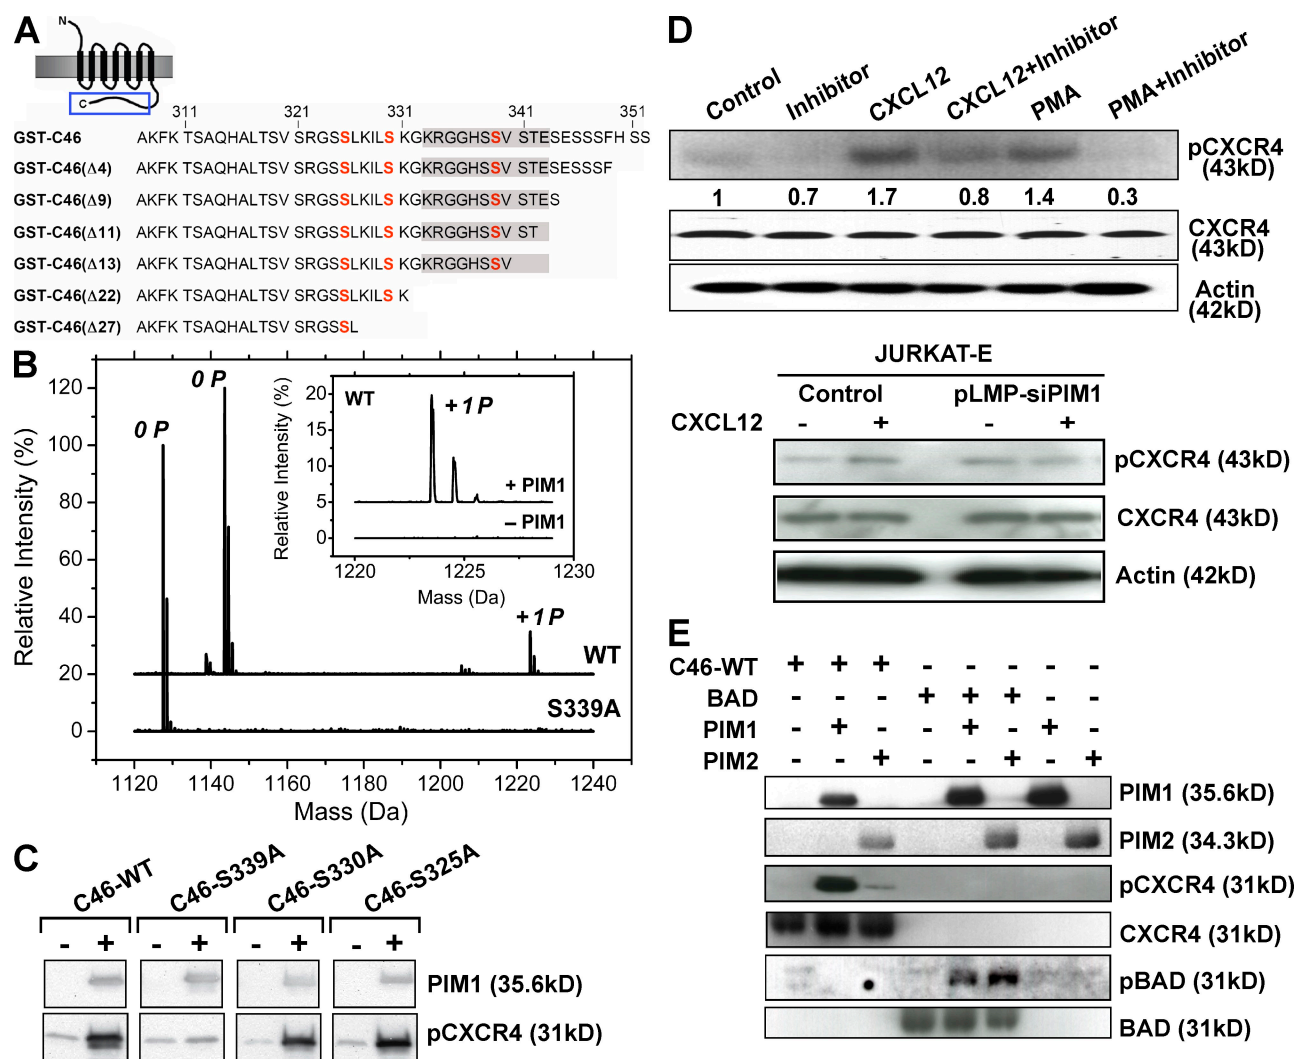 A
N
C
311 321 331 341 351
GST-C46 AKFK TSAQHALTSV SRGSSLKILS KGKRGGHSSV STESESSSFH SS
GST-C46(Δ4) AKFK TSAQHALTSV SRGSSLKILS KGKRGGHSSV STESESSSF
GST-C46(Δ9) AKFK TSAQHALTSV SRGSSLKILS KGKRGGHSSV STES
GST-C46(Δ11) AKFK TSAQHALTSV SRGSSLKILS KGKRGGHSSV ST
GST-C46(Δ13) AKFK TSAQHALTSV SRGSSLKILS KGKRGGHSSV
GST-C46(Δ22) AKFK TSAQHALTSV SRGSSLKILS K
GST-C46(Δ27) AKFK TSAQHALTSV SRGSSL
B
Relative Intensity (%)
120
100
80
60
40
20
0
0 P
0 P
+1 P
WT
S339A
1120 1140 1160 1180 1200 1220 1240
Mass (Da)
WT
Relative Intensity (%)
20
15
10
5
0
+1 P
+ PIM1
– PIM1
1220 1225 1230
Mass (Da)
C
C46-WT C46-S339A C46-S330A C46-S325A
- + - + - + - +
PIM1 (35.6kD)
pCXCR4 (31kD)
D
Control Inhibitor CXCL12 CXCL12+Inhibitor PMA PMA+Inhibitor
pCXCR4
(43kD)
1 0.7 1.7 0.8 1.4 0.3
CXCR4
(43kD)
Actin
(42kD)
JURKAT-E
Control pLMP-siPIM1
CXCL12 - + - +
pCXCR4 (43kD)
CXCR4 (43kD)
Actin (42kD)
E
C46-WT + + + - - - - -
BAD - - - + + + - -
PIM1 - + - - + - + -
PIM2 - - + - - + - +
PIM1 (35.6kD)
PIM2 (34.3kD)
pCXCR4 (31kD)
CXCR4 (31kD)
pBAD (31kD)
BAD (31kD)